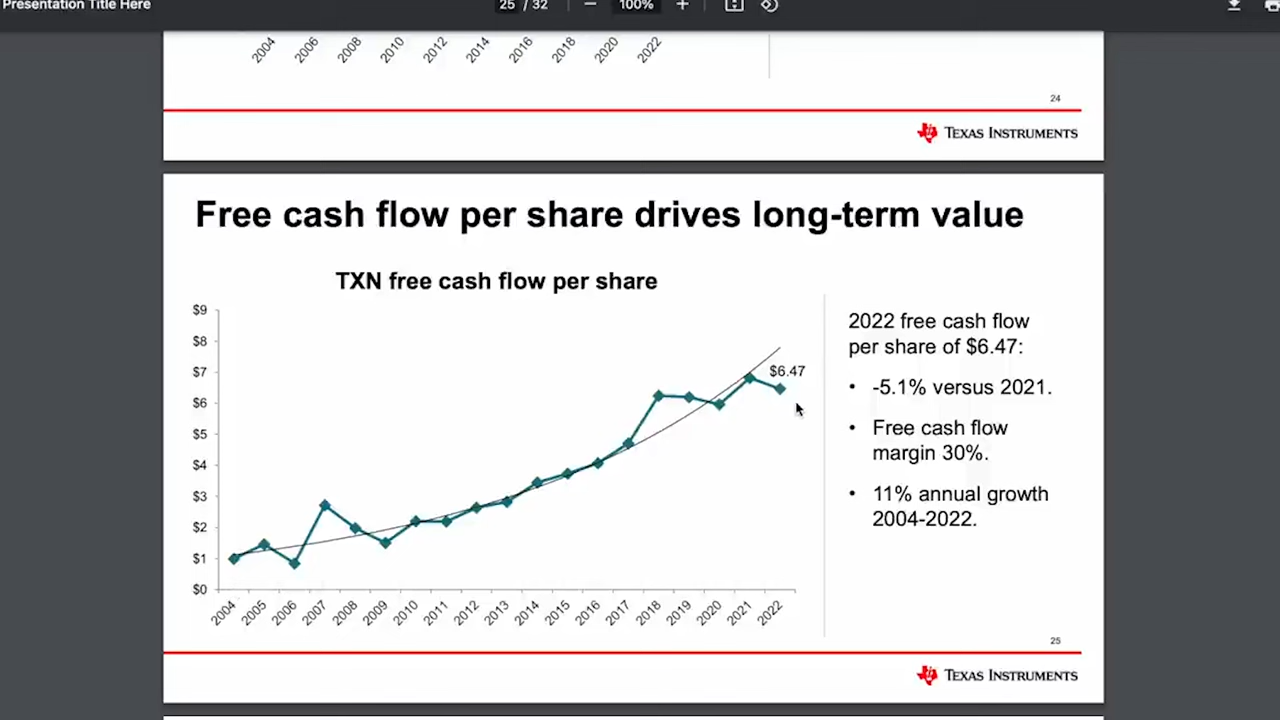 Presentation Title Here
25 / 32
100%
2004 2006 2008 2010 2012 2014 2016 2018 2020 2022
24
TEXAS INSTRUMENTS
Free cash flow per share drives long-term value
TXN free cash flow per share
$9
$8
$7
$6
$5
$4
$3
$2
$1
$0
$6.47
2004 2005 2006 2007 2008 2009 2010 2011 2012 2013 2014 2015 2016 2017 2018 2019 2020 2021 2022
2022 free cash flow
per share of $6.47:
• -5.1% versus 2021.
• Free cash flow
margin 30%.
• 11% annual growth
2004-2022.
25
TEXAS INSTRUMENTS